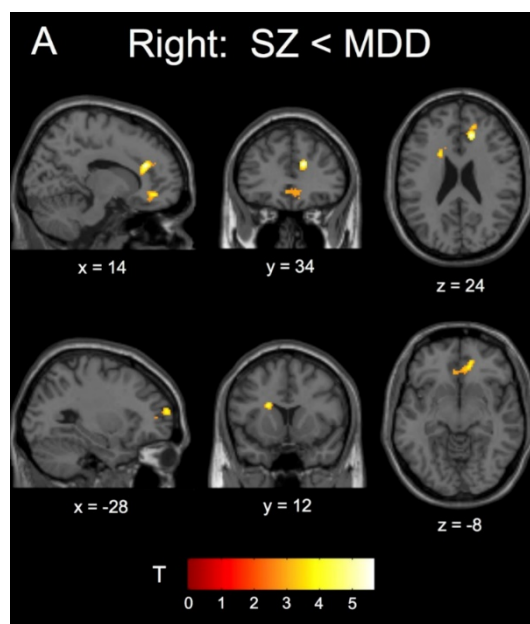 A
Right: SZ < MDD
x = 14
y = 34
z = 24
x = -28
y = 12
z = -8
T
0 1 2 3 4 5